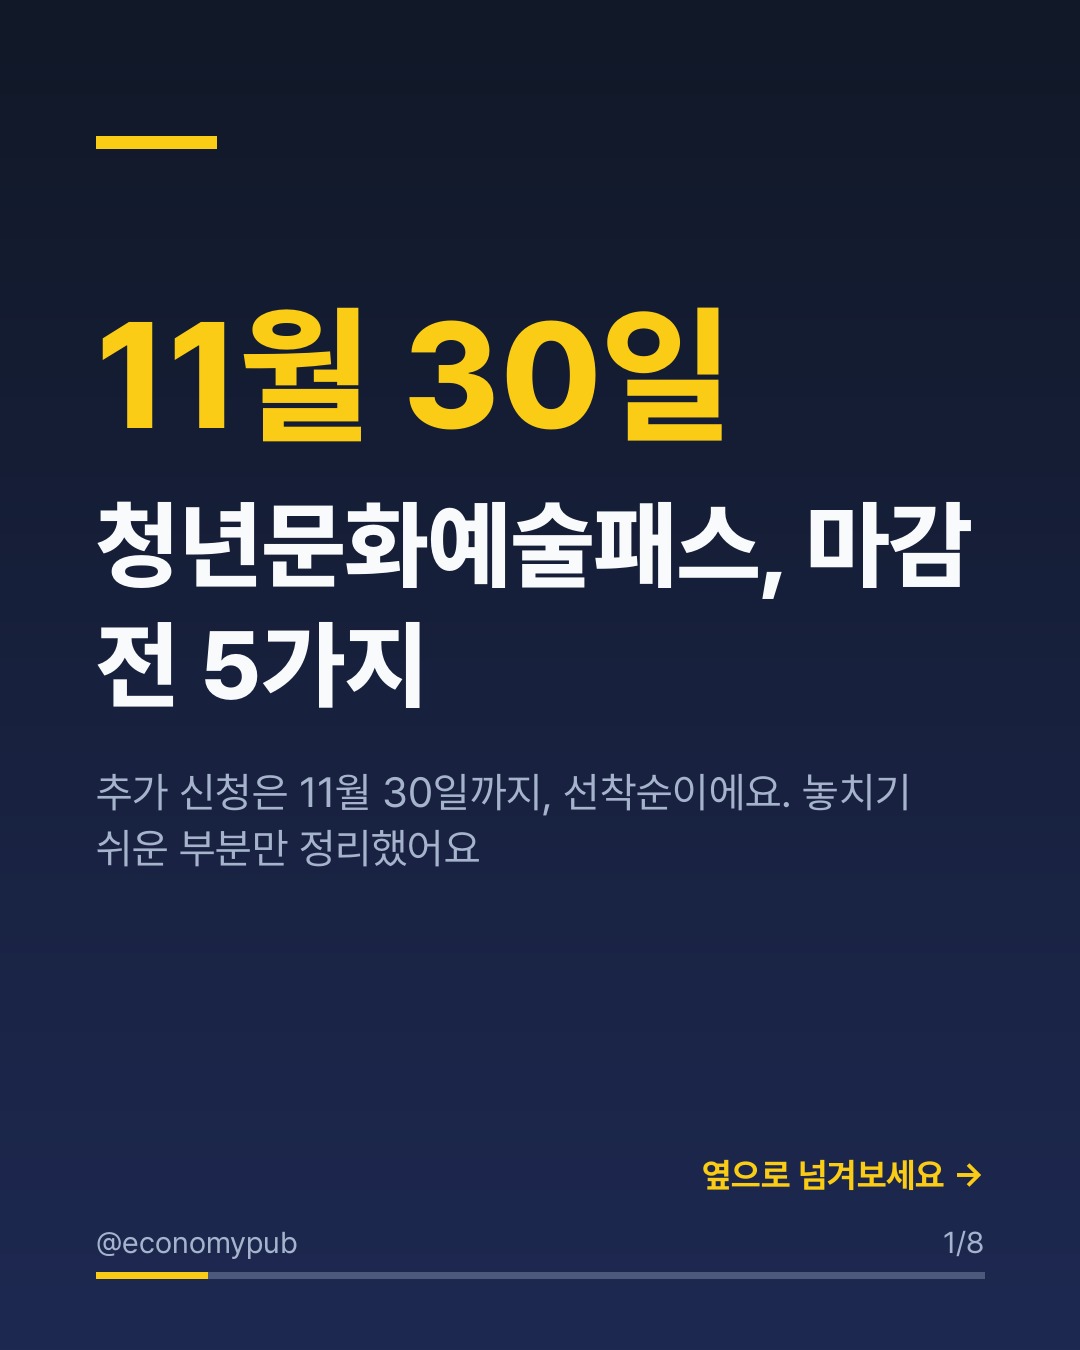 11월 30일
청년문화예술패스, 마감
전 5가지
추가 신청은 11월 30일까지, 선착순이에요. 놓치기
쉬운 부분만 정리했어요
옆으로 넘겨보세요 →
@economypub
1/8